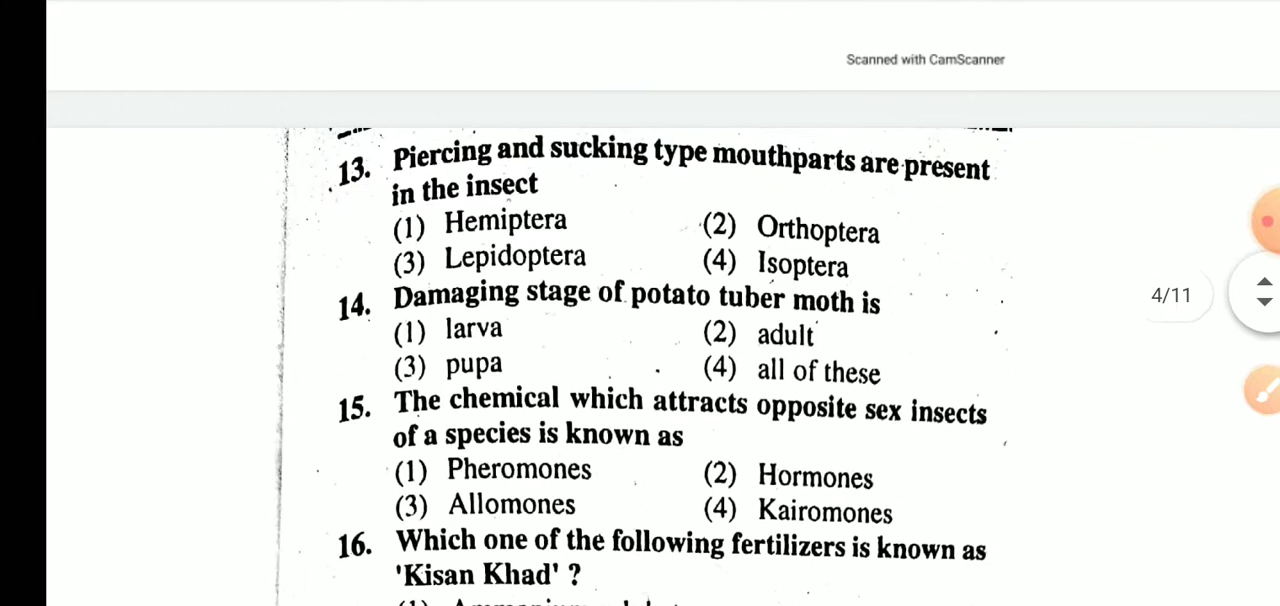 Scanned with CamScanner
13. Piercing and sucking type mouthparts are present
in the insect
(1) Hemiptera (2) Orthoptera
(3) Lepidoptera (4) Isoptera
14. Damaging stage of potato tuber moth is
(1) larva (2) adult
(3) pupa (4) all of these
4/11
15. The chemical which attracts opposite sex insects
of a species is known as
(1) Pheromones (2) Hormones
(3) Allomones (4) Kairomones
16. Which one of the following fertilizers is known as
'Kisan Khad' ?